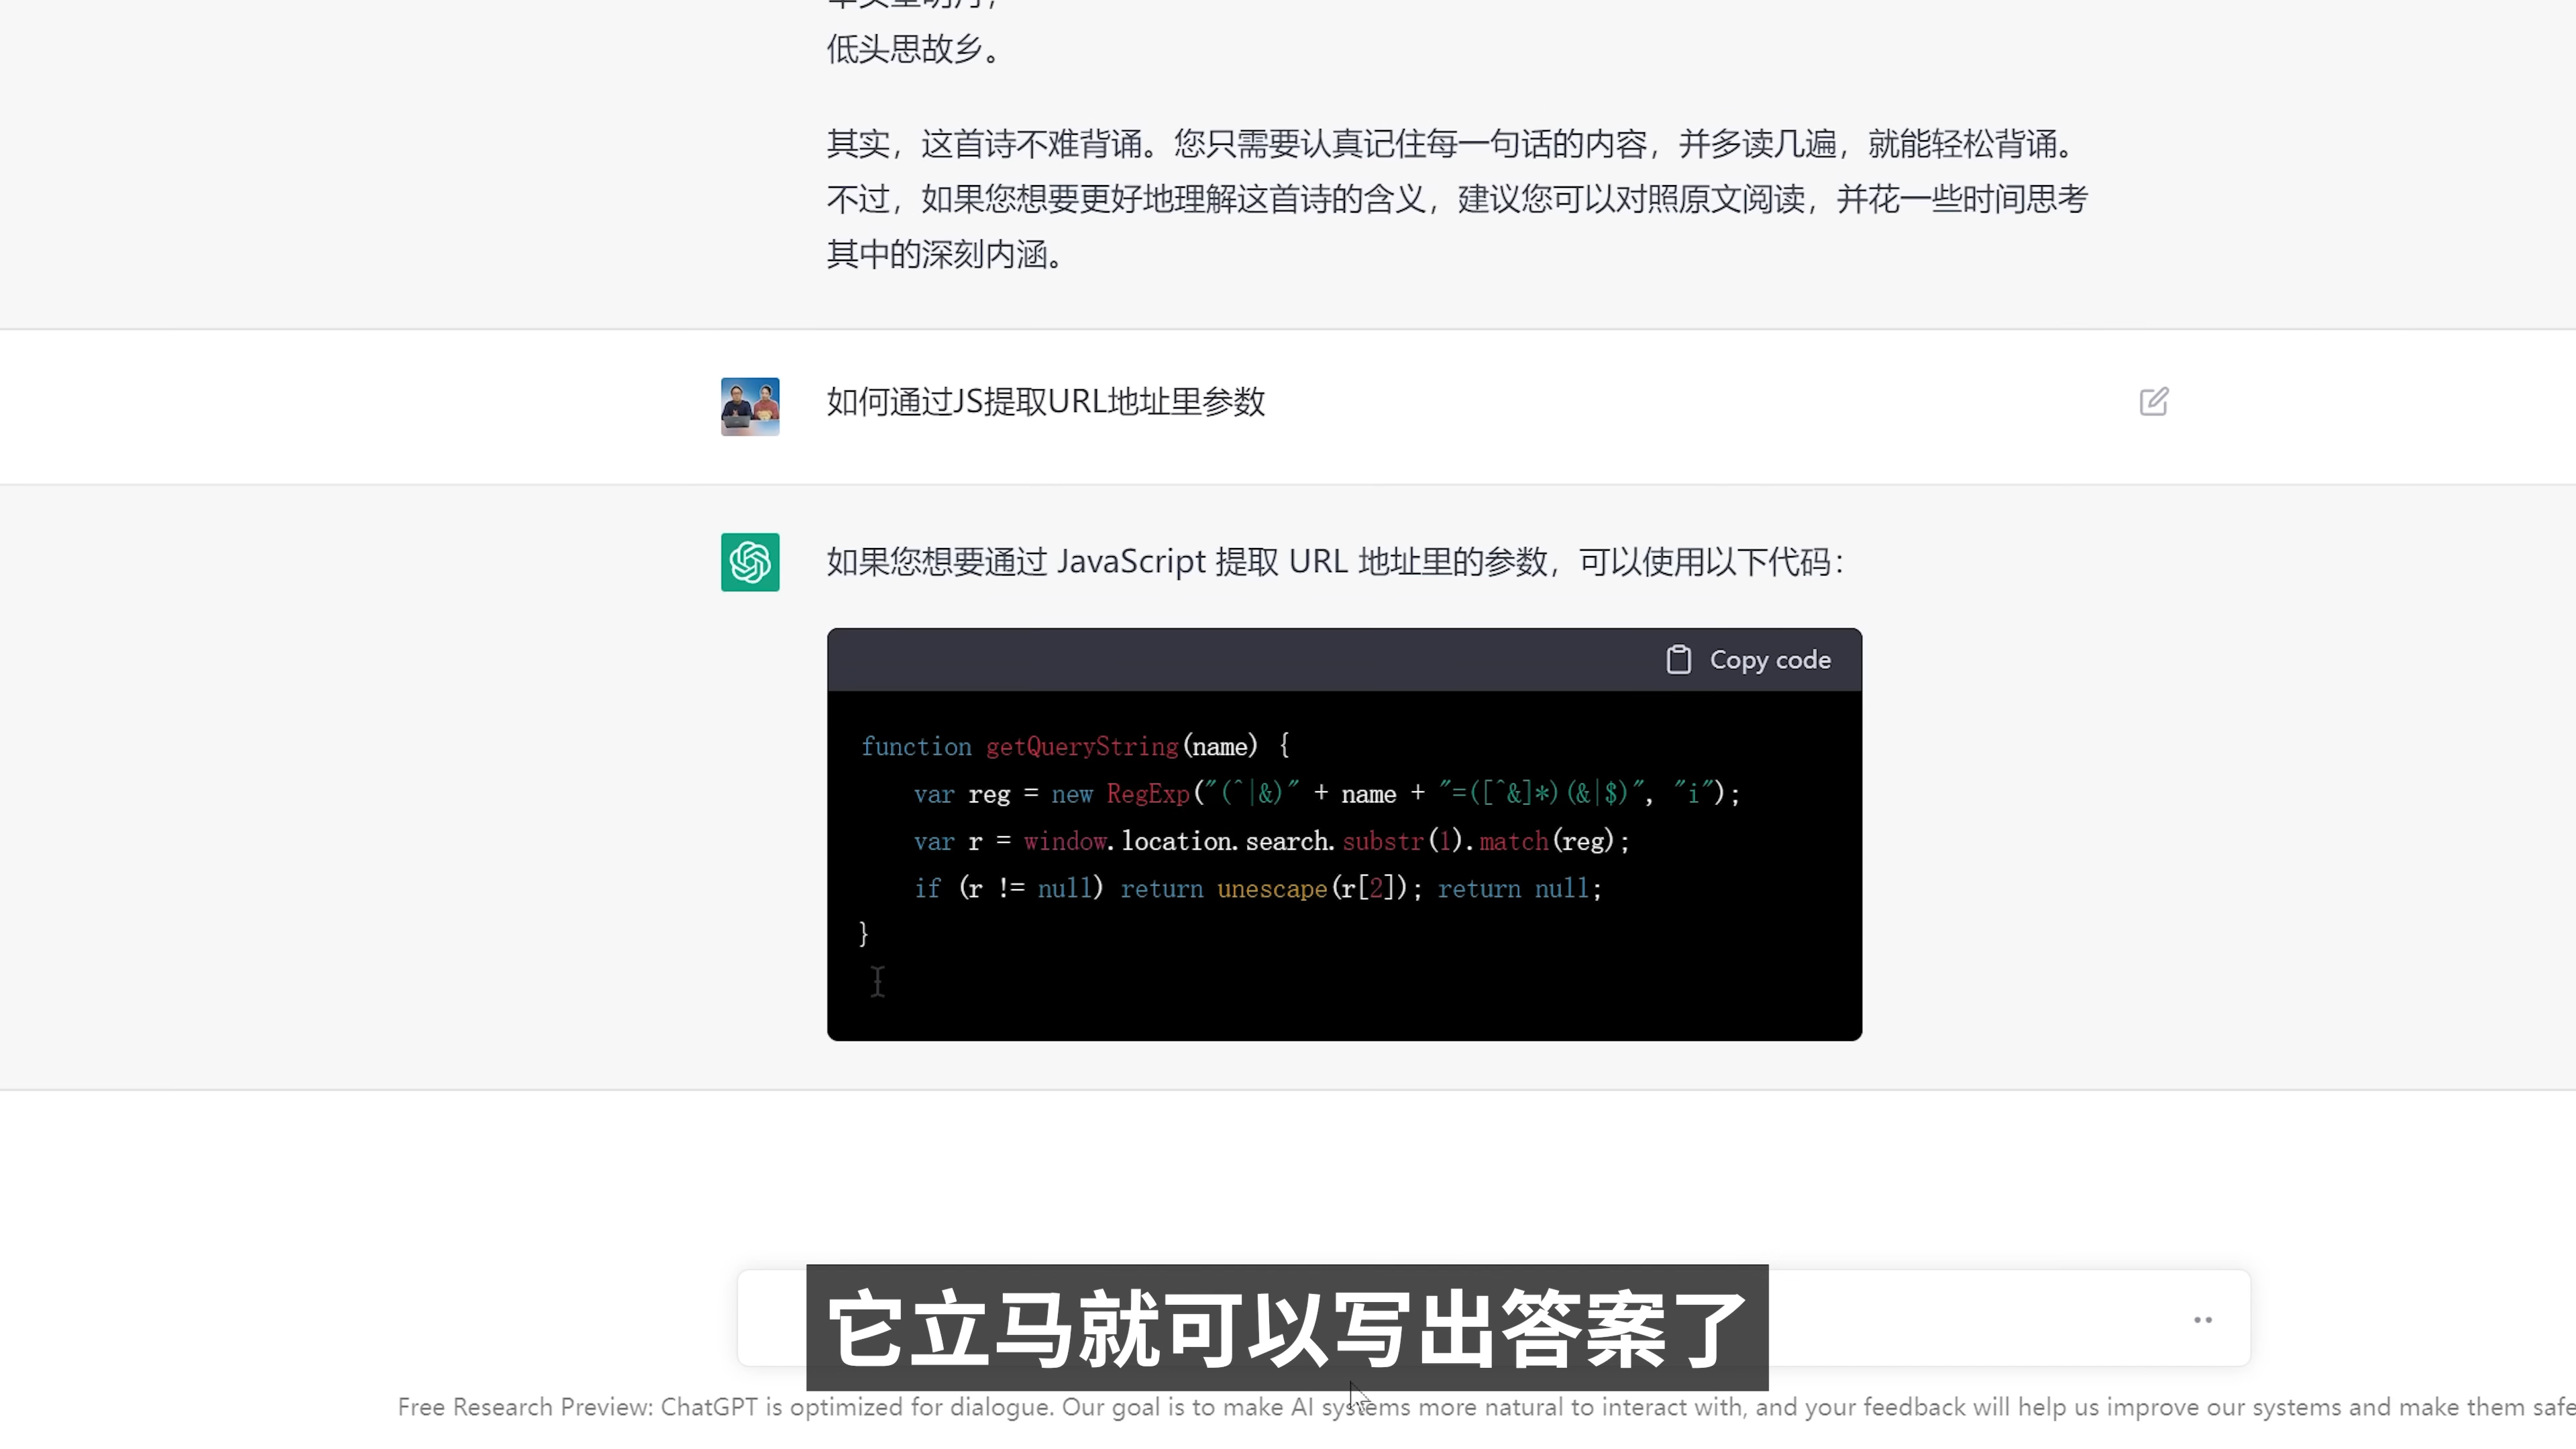 低头思故乡。
其实，这首诗不难背诵。您只需要认真记住每一句话的内容，并多读几遍，就能轻松背诵。
不过，如果您想要更好地理解这首诗的含义，建议您可以对照原文阅读，并花一些时间思考
其中的深刻内涵。
如何通过JS提取URL地址里参数
如果您想要通过 JavaScript 提取 URL 地址里的参数，可以使用以下代码：
Copy code
function getQueryString(name) {
    var reg = new RegExp("(^|&)" + name + "=([^&]*)(&|$)", "i");
    var r = window.location.search.substr(1).match(reg);
    if (r != null) return unescape(r[2]); return null;
}
它立马就可以写出答案了
Free Research Preview: ChatGPT is optimized for dialogue. Our goal is to make AI systems more natural to interact with, and your feedback will help us improve our systems and make them safe